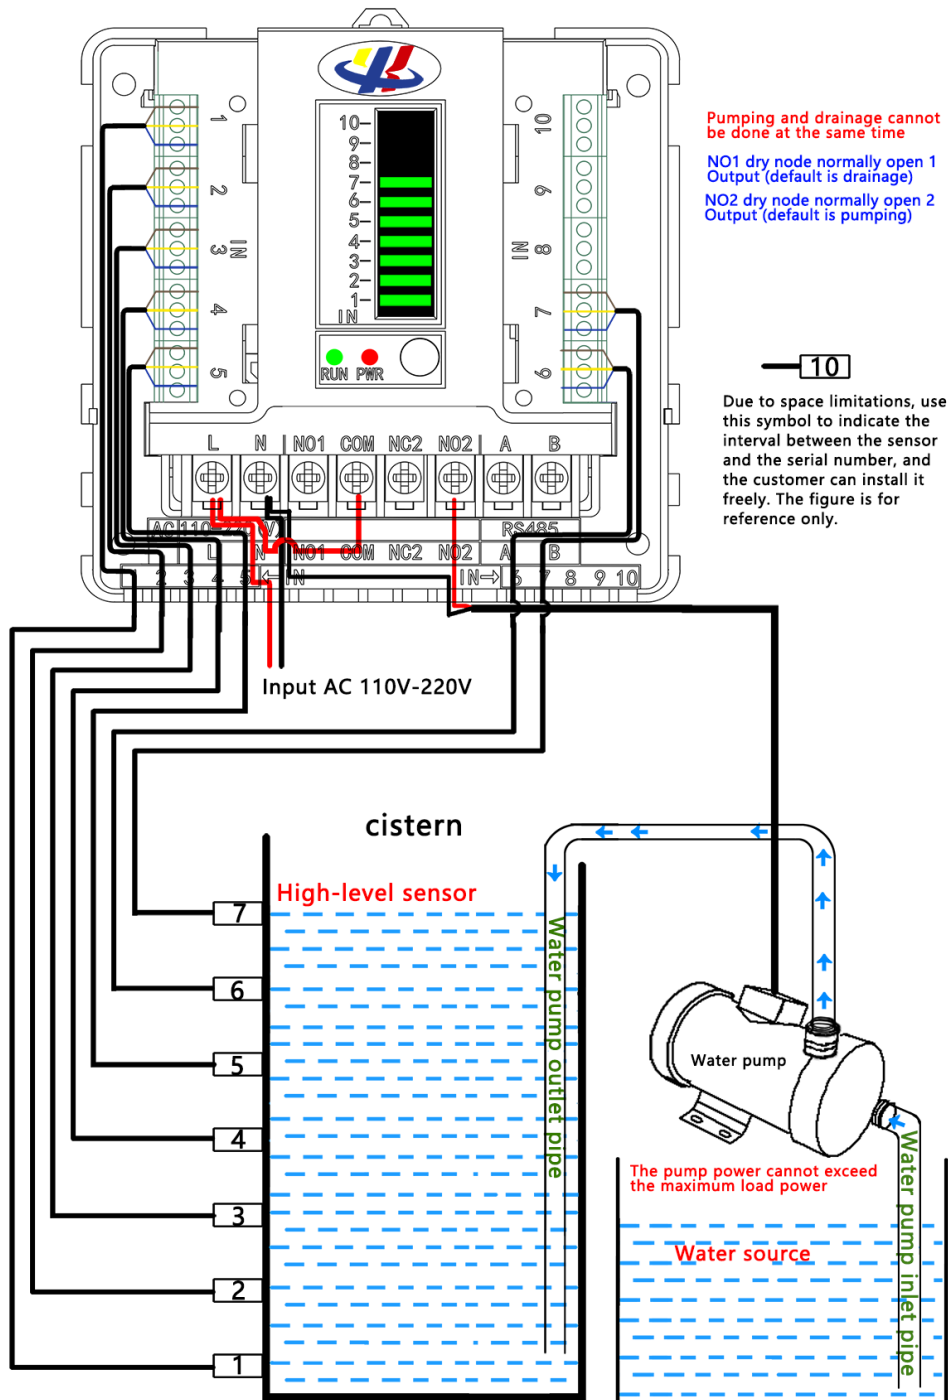 Pumping and drainage cannot
be done at the same time
NO1 dry node normally open 1
Output (default is drainage)
NO2 dry node normally open 2
Output (default is pumping)
10
Due to space limitations, use
this symbol to indicate the
interval between the sensor
and the serial number, and
the customer can install it
freely. The figure is for
reference only.
1
2
3
4
5
IN
10
9
8
7
6
5
4
3
2
1
IN
RUN PWR
10
9
8
7
6
IN
L N NO1 COM NC2 NO2 A B
RS485
L N NO1 COM NC2 NO2 A B
2 3 4 5 ←IN IN→ 6 7 8 9 10
Input AC 110V-220V
cistern
High-level sensor
7
6
5
4
3
2
1
Water pump outlet pipe
Water pump
The pump power cannot exceed
the maximum load power
Water source
Water pump inlet pipe